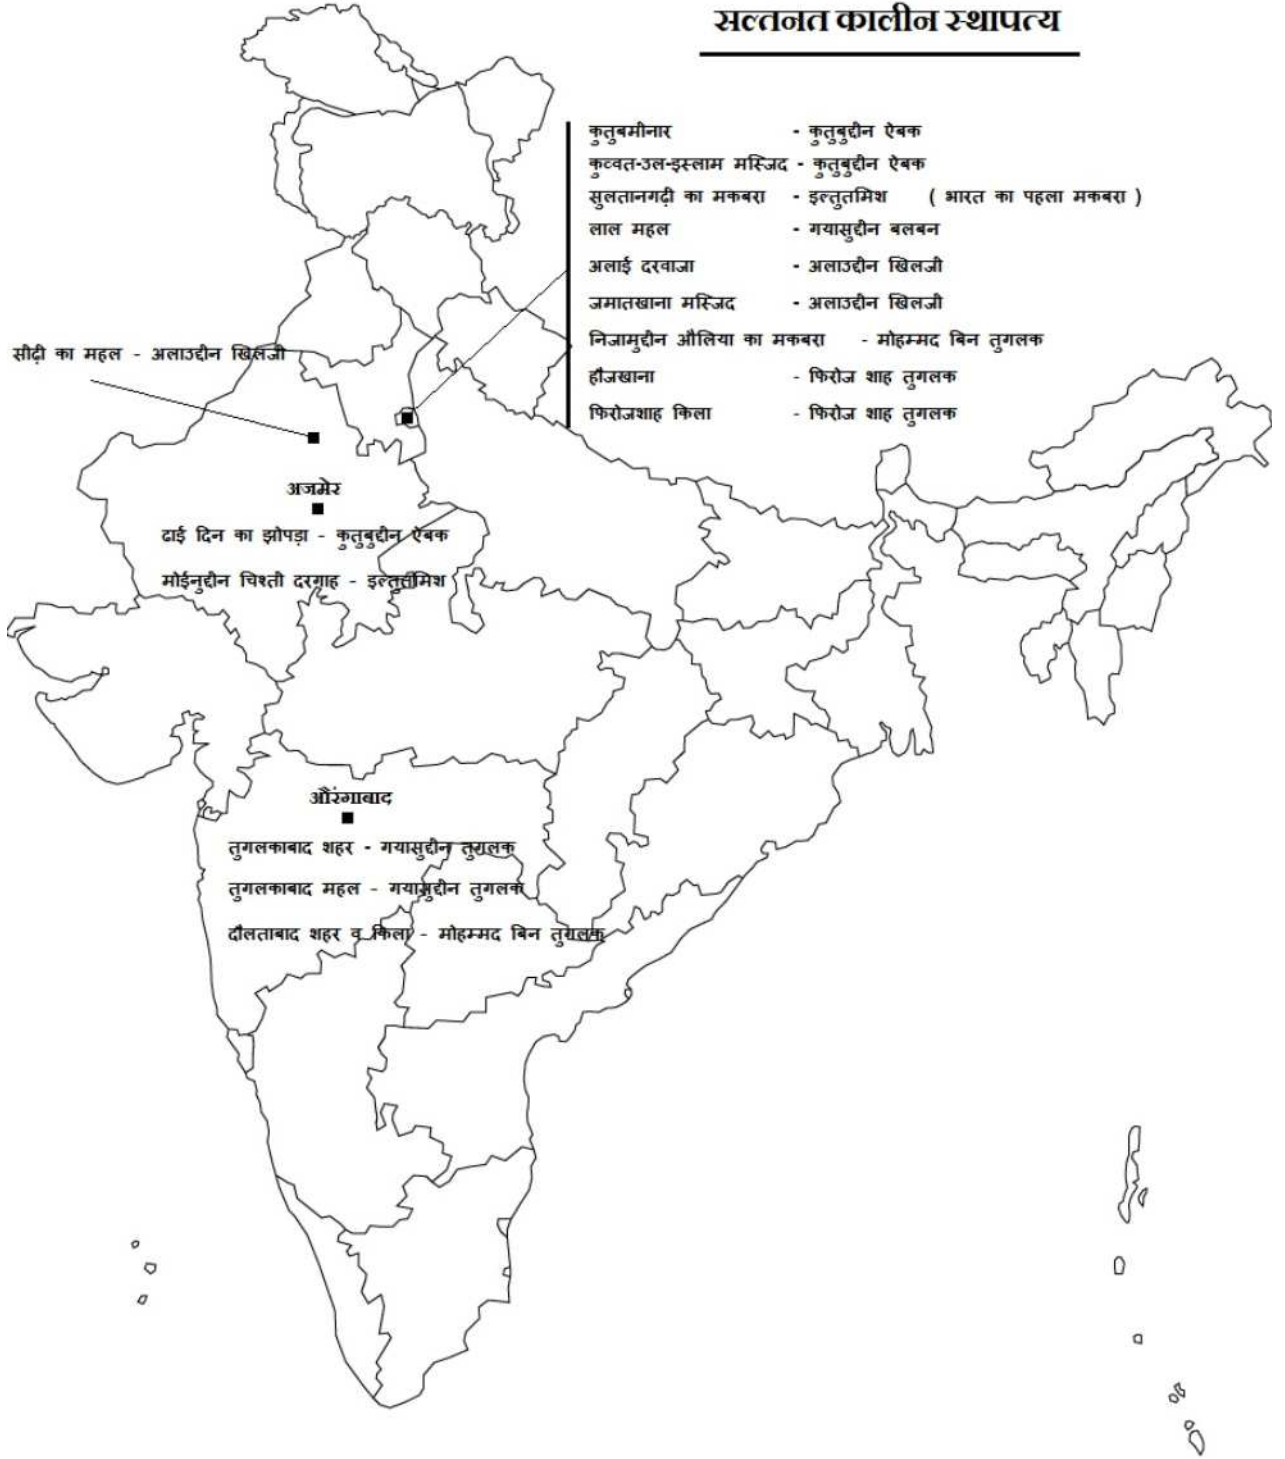 सल्तनत कालीन स्थापत्य
कुतुबमीनार - कुतुबुद्दीन ऐबक
कुव्वत-उल-इस्लाम मस्जिद - कुतुबुद्दीन ऐबक
सुलतानगढ़ी का मकबरा - इल्तुतमिश ( भारत का पहला मकबरा )
लाल महल - गयासुद्दीन बलबन
अलाई दरवाजा - अलाउद्दीन खिलजी
जमातखाना मस्जिद - अलाउद्दीन खिलजी
निजामुद्दीन औलिया का मकबरा - मोहम्मद बिन तुगलक
हौजखाना - फिरोज शाह तुगलक
फिरोजशाह किला - फिरोज शाह तुगलक
सीढ़ी का महल - अलाउद्दीन खिलजी
अजमेर
ढाई दिन का झोपड़ा - कुतुबुद्दीन ऐबक
मोईनुद्दीन चिश्ती दरगाह - इल्तुतमिश
औरंगाबाद
तुगलकाबाद शहर - गयासुद्दीन तुगलक
तुगलकाबाद महल - गयासुद्दीन तुगलक
दौलताबाद शहर व किला - मोहम्मद बिन तुगलक